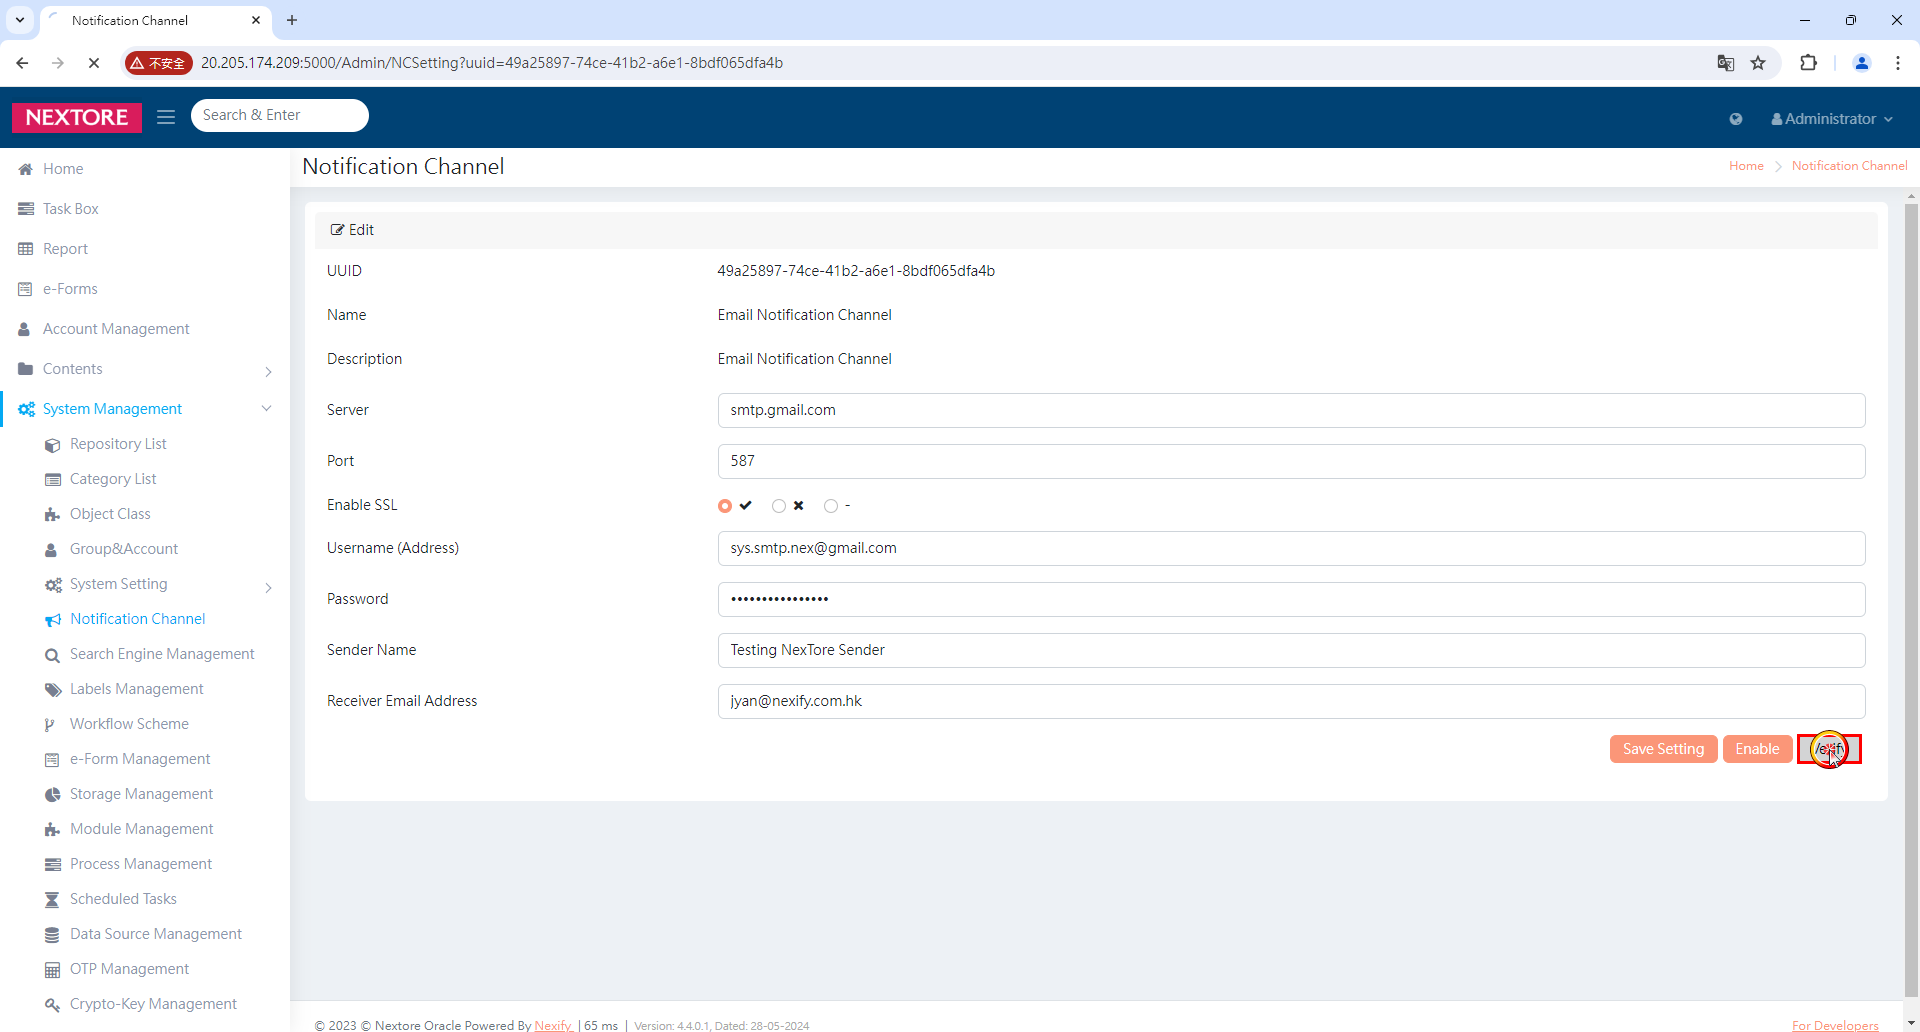 Notification Channel
不安全
20.205.174.209:5000/Admin/NCSetting?uuid=49a25897-74ce-41b2-a6e1-8bdf065dfa4b
NEXTORE
Search & Enter
Administrator
Home
Task Box
Report
e-Forms
Account Management
Contents
System Management
Repository List
Category List
Object Class
Group&Account
System Setting
Notification Channel
Search Engine Management
Labels Management
Workflow Scheme
e-Form Management
Storage Management
Module Management
Process Management
Scheduled Tasks
Data Source Management
OTP Management
Crypto-Key Management
Notification Channel
Home
Notification Channel
Edit
UUID 49a25897-74ce-41b2-a6e1-8bdf065dfa4b
Name Email Notification Channel
Description Email Notification Channel
Server smtp.gmail.com
Port 587
Enable SSL -
Username (Address) sys.smtp.nex@gmail.com
Password ••••••••••••••••
Sender Name Testing NexTore Sender
Receiver Email Address jyan@nexify.com.hk
Save Setting Enable
© 2023 © Nextore Oracle Powered By Nexify | 65 ms | Version: 4.4.0.1, Dated: 28-05-2024
For Developers